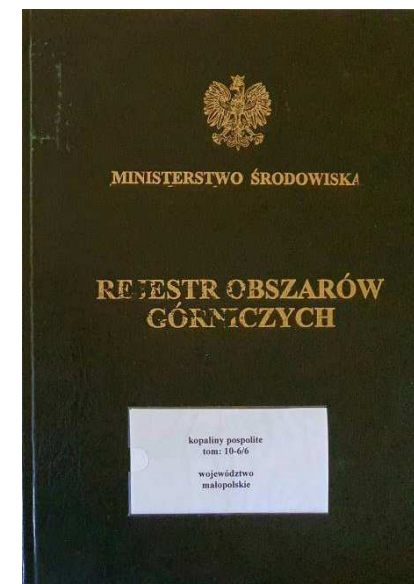 MINISTERSTWO ŚRODOWISKA
REJESTR OBSZARÓW
GÓRNICZYCH
kopaliny pospolite
tom: 10-6/6
województwo
małopolskie